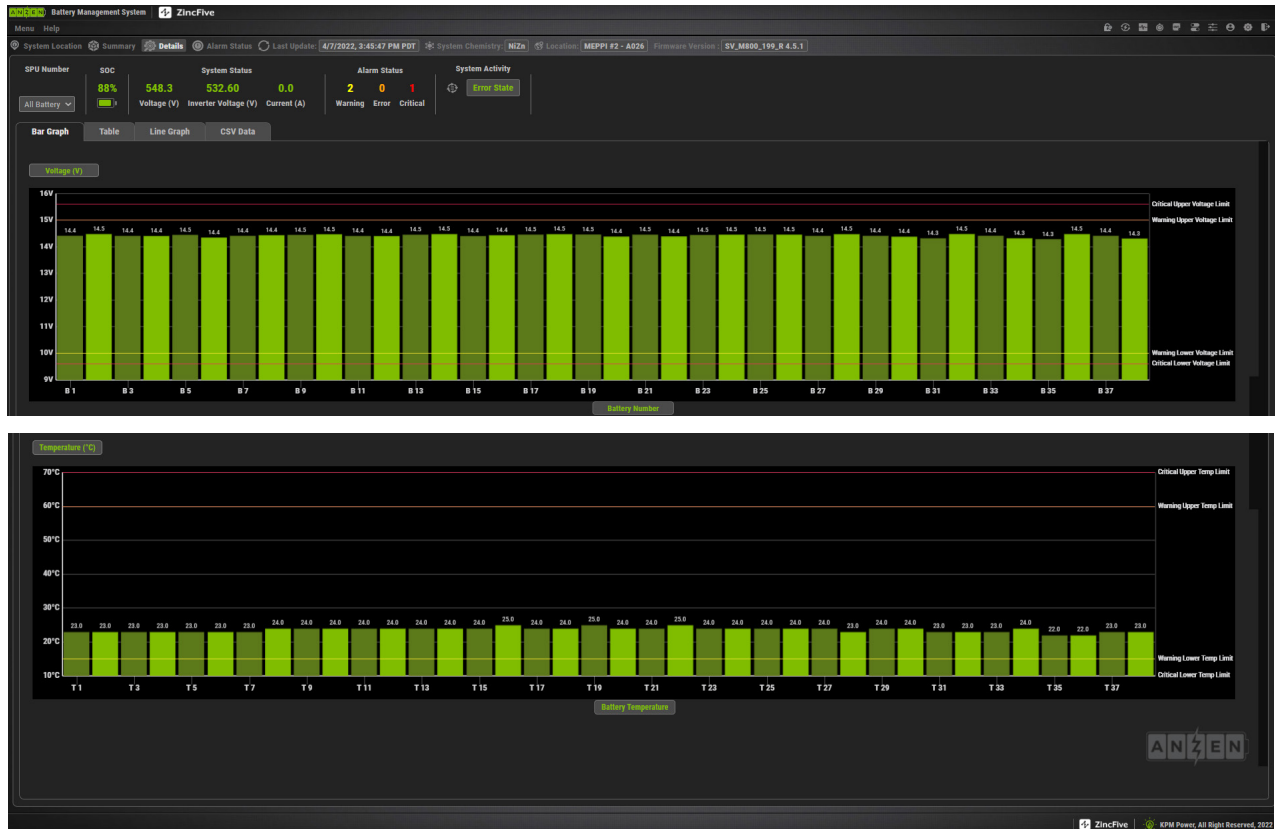 ANZEN Battery Management System ZincFive
Menu Help
System Location Summary Details Alarm Status Last Update: 4/7/2022, 3:45:47 PM PDT System Chemistry: NiZn Location: MEPPI #2 - A026 Firmware Version : SV_M800_199_R 4.5.1
SPU Number SOC System Status Alarm Status System Activity
88% 548.3 532.60 0.0 2 0 1 Error State
All Battery Voltage (V) Inverter Voltage (V) Current (A) Warning Error Critical
Bar Graph Table Line Graph CSV Data
Voltage (V)
16V
Critical Upper Voltage Limit
15V Warning Upper Voltage Limit
14.4 14.5 14.4 14.4 14.5 14.4 14.4 14.4 14.5 14.5 14.4 14.4 14.5 14.5 14.4 14.5 14.4 14.5 14.5 14.4 14.5 14.4 14.5 14.4 14.5 14.5 14.4 14.5 14.4 14.4 14.3 14.5 14.4 14.3 14.3 14.5 14.4 14.3
14V
13V
12V
11V
10V Warning Lower Voltage Limit
Critical Lower Voltage Limit
9V
B 1 B 3 B 5 B 7 B 9 B 11 B 13 B 15 B 17 B 19 B 21 B 23 B 25 B 27 B 29 B 31 B 33 B 35 B 37
Battery Number
Temperature (°C)
70°C Critical Upper Temp Limit
60°C Warning Upper Temp Limit
50°C
40°C
30°C
23.0 23.0 23.0 23.0 23.0 23.0 23.0 24.0 24.0 24.0 24.0 24.0 24.0 24.0 24.0 25.0 24.0 24.0 25.0 24.0 24.0 25.0 24.0 24.0 24.0 24.0 24.0 23.0 24.0 24.0 23.0 23.0 23.0 24.0 22.0 22.0 23.0 23.0
20°C
Warning Lower Temp Limit
10°C Critical Lower Temp Limit
T 1 T 3 T 5 T 7 T 9 T 11 T 13 T 15 T 17 T 19 T 21 T 23 T 25 T 27 T 29 T 31 T 33 T 35 T 37
Battery Temperature
ANZEN
ZincFive KPM Power, All Right Reserved, 2022